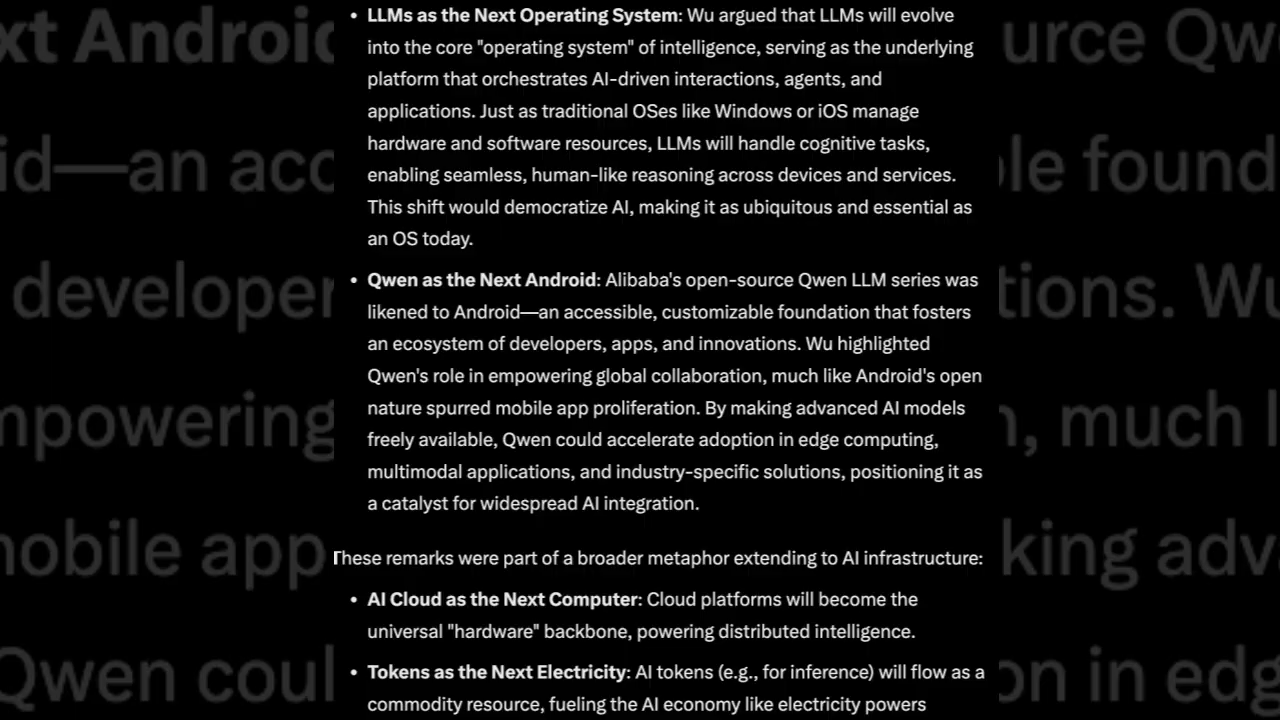 • LLMs as the Next Operating System: Wu argued that LLMs will evolve
into the core "operating system" of intelligence, serving as the underlying
platform that orchestrates AI-driven interactions, agents, and
applications. Just as traditional OSes like Windows or iOS manage
hardware and software resources, LLMs will handle cognitive tasks,
enabling seamless, human-like reasoning across devices and services.
This shift would democratize AI, making it as ubiquitous and essential as
an OS today.
• Qwen as the Next Android: Alibaba's open-source Qwen LLM series was
likened to Android—an accessible, customizable foundation that fosters
an ecosystem of developers, apps, and innovations. Wu highlighted
Qwen's role in empowering global collaboration, much like Android's open
nature spurred mobile app proliferation. By making advanced AI models
freely available, Qwen could accelerate adoption in edge computing,
multimodal applications, and industry-specific solutions, positioning it as
a catalyst for widespread AI integration.
These remarks were part of a broader metaphor extending to AI infrastructure:
• AI Cloud as the Next Computer: Cloud platforms will become the
universal "hardware" backbone, powering distributed intelligence.
• Tokens as the Next Electricity: AI tokens (e.g., for inference) will flow as a
commodity resource, fueling the AI economy like electricity powers